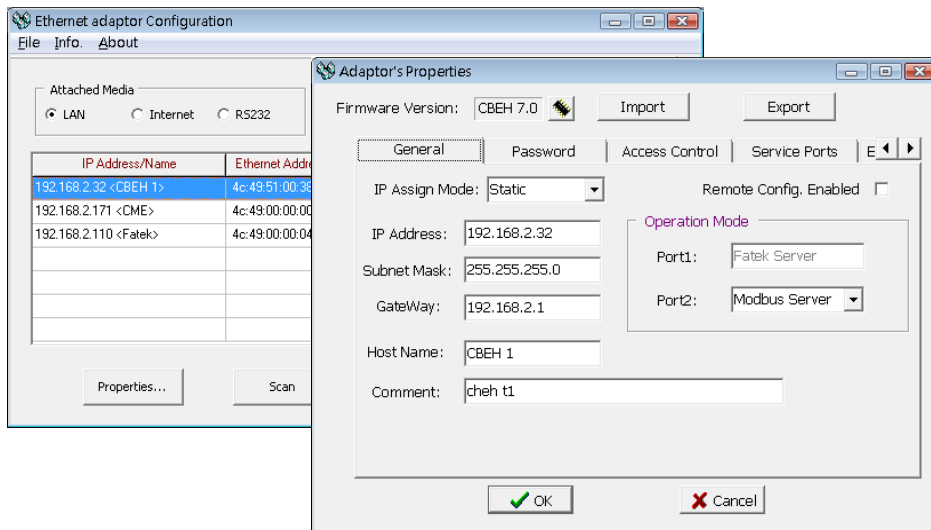 Ethernet adaptor Configuration
File Info. About
Attached Media
LAN Internet RS232
IP Address/Name Ethernet Addre
192.168.2.32 <CBEH 1> 4c:49:51:00:38
192.168.2.171 <CME> 4c:49:00:00:00
192.168.2.110 <Fatek> 4c:49:00:00:04
Properties... Scan
Adaptor's Properties
Firmware Version: CBEH 7.0 Import Export
General Password Access Control Service Ports E
IP Assign Mode: Static Remote Config. Enabled
Operation Mode
IP Address: 192.168.2.32
Port1: Fatek Server
Subnet Mask: 255.255.255.0
GateWay: 192.168.2.1
Port2: Modbus Server
Host Name: CBEH 1
Comment: cheh t1
OK Cancel